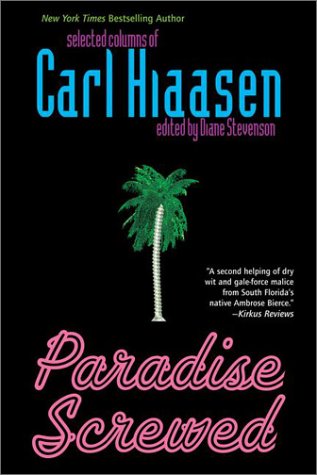 New York Times Bestselling Author
selected columns of
Carl Hiaasen
edited by Diane Stevenson
"A second helping of dry
wit and gale-force malice
from South Florida's
native Ambrose Bierce."
—Kirkus Reviews
Paradise
Screwed